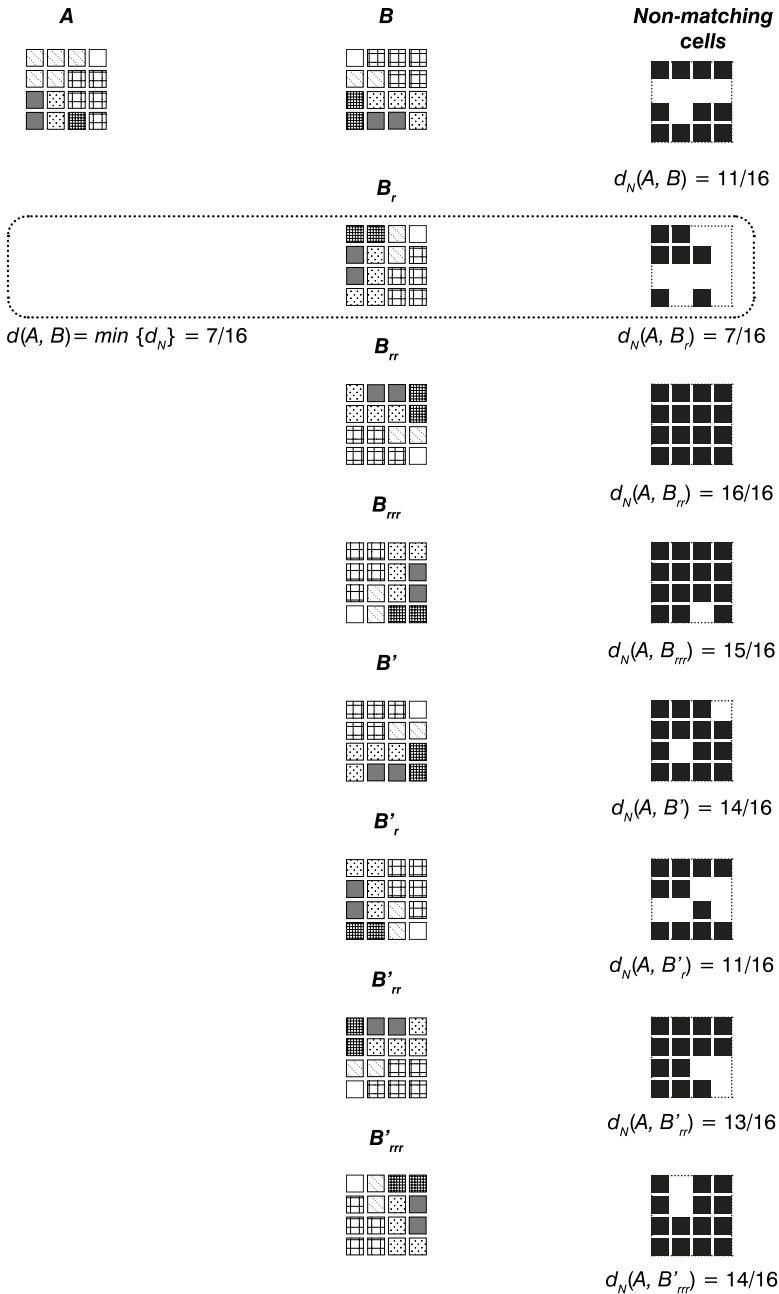 A B Non-matching
cells
d_N(A, B) = 11/16
B_r
d(A, B)= min {d_N} = 7/16 d_N(A, B_r) = 7/16
B_rr
d_N(A, B_rr) = 16/16
B_rrr
d_N(A, B_rrr) = 15/16
B’
d_N(A, B’) = 14/16
B’_r
d_N(A, B’_r) = 11/16
B’_rr
d_N(A, B’_rr) = 13/16
B’_rrr
d_N(A, B’_rrr) = 14/16